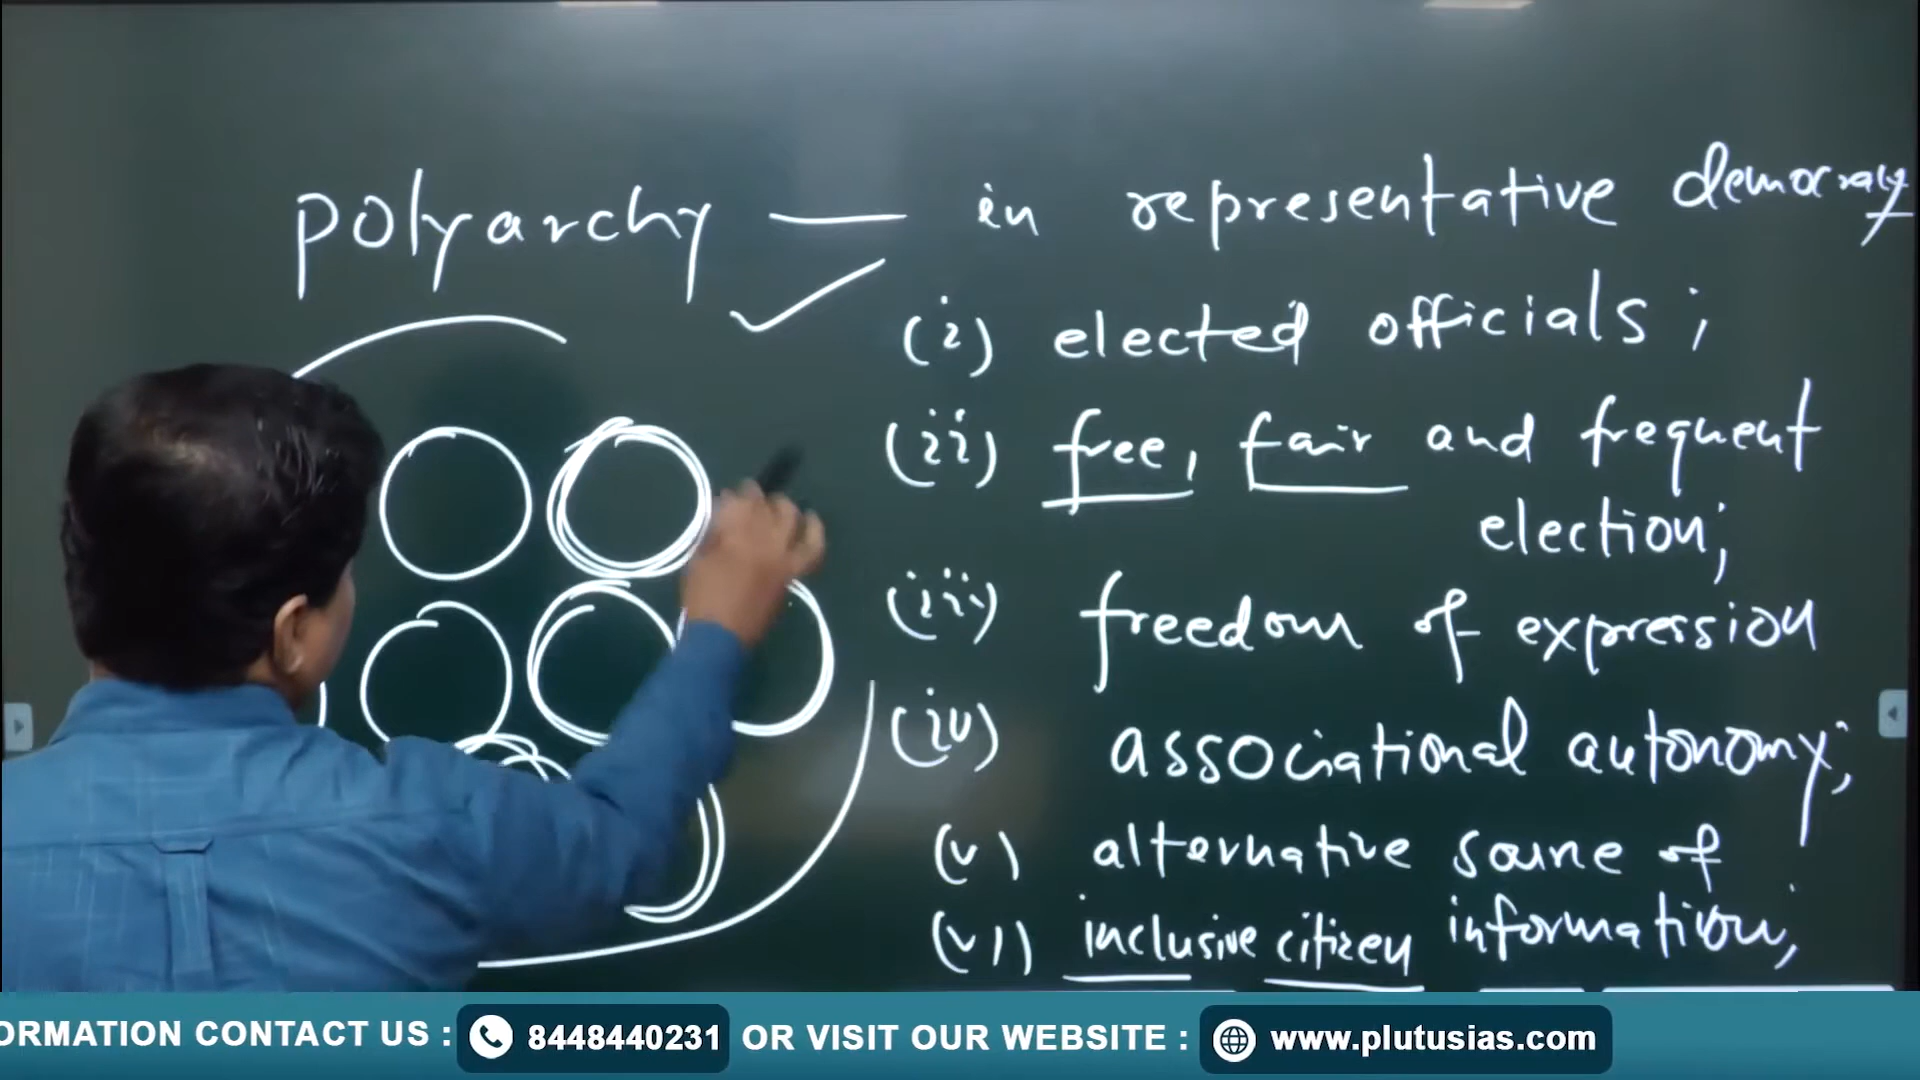 polyarchy — in representative democracy
(i) elected officials;
(ii) free, fair and frequent
election;
(iii) freedom of expression
(iv) associational autonomy;
(v) alternative source of
information;
(vi) inclusive citizen
ORMATION CONTACT US : 8448440231 OR VISIT OUR WEBSITE : www.plutusias.com